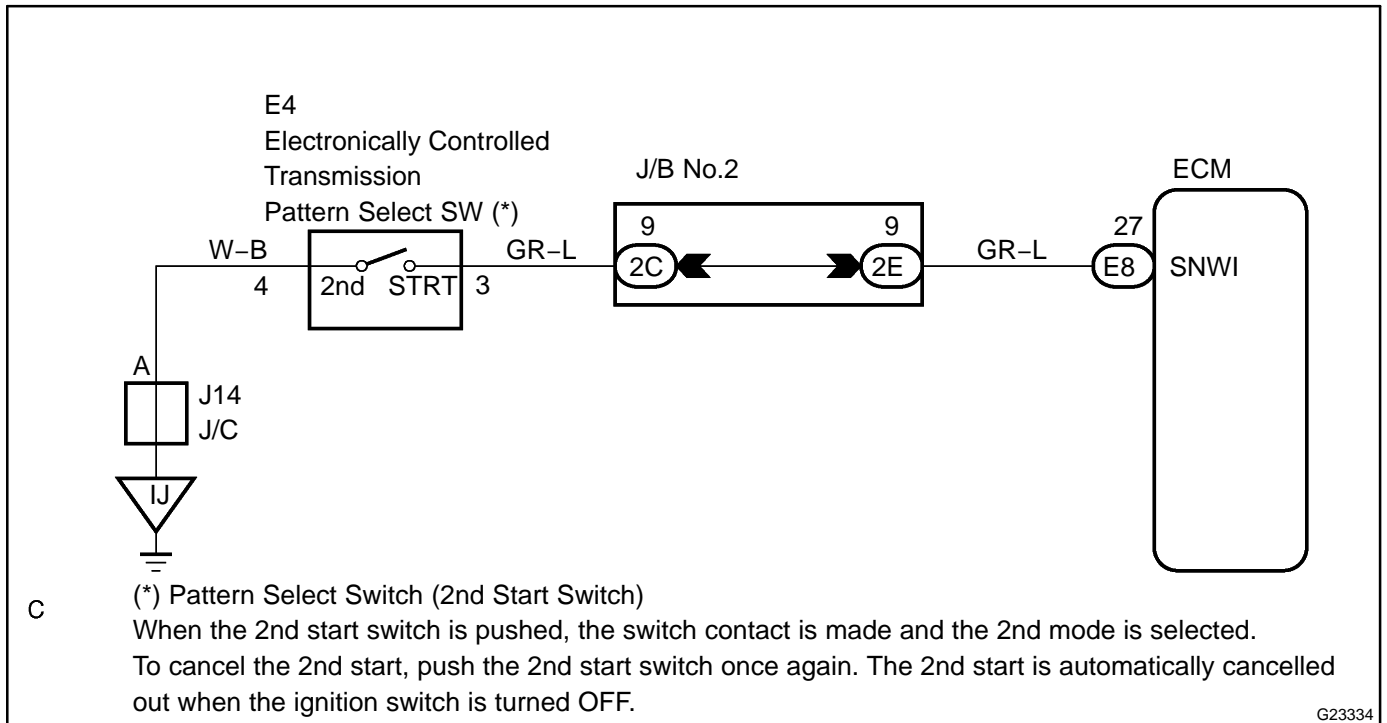 E4
Electronically Controlled
Transmission
Pattern Select SW (*)
J/B No.2
ECM
W−B
4
2nd STRT
3
GR−L
9
2C
9
2E
GR−L
27
E8
SNWI
A
J14
J/C
IJ
C
(*) Pattern Select Switch (2nd Start Switch)
When the 2nd start switch is pushed, the switch contact is made and the 2nd mode is selected.
To cancel the 2nd start, push the 2nd start switch once again. The 2nd start is automatically cancelled
out when the ignition switch is turned OFF.
G23334